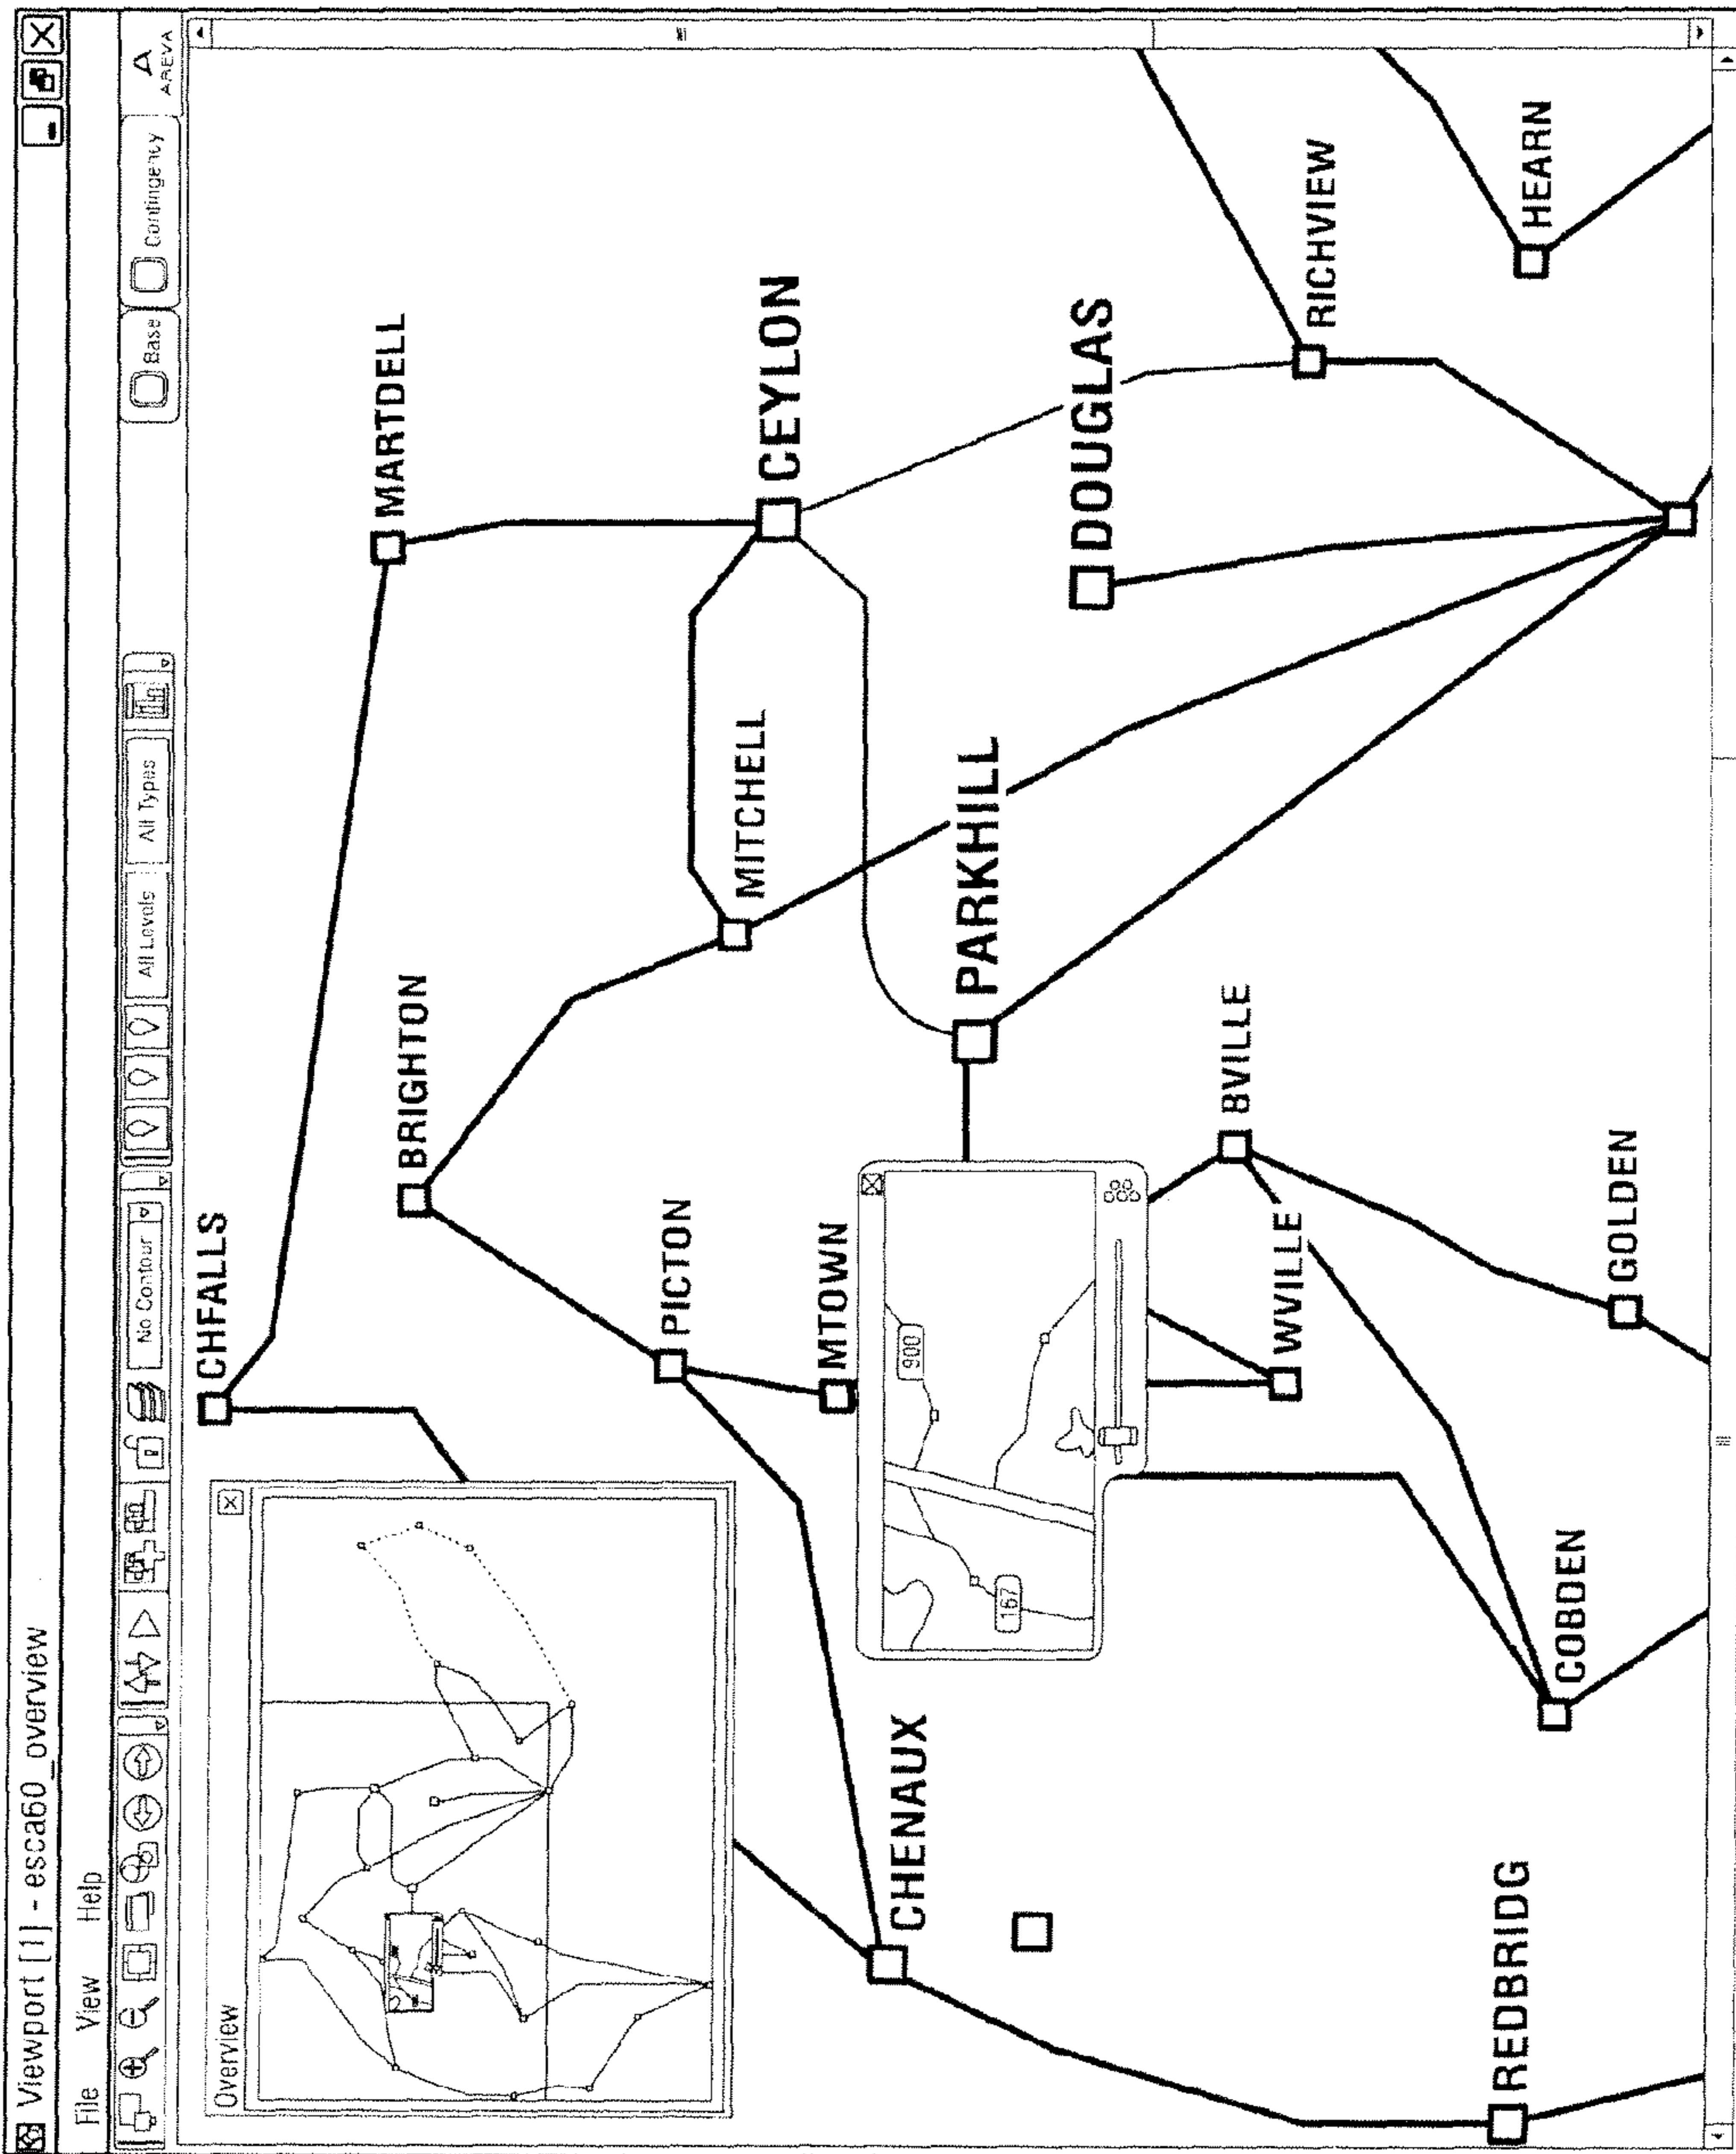 Viewport [1] - esca60_overview
File View Help
No Contour
All Levels
All Types
Base
Contingency
AREVA
Overview
CHFALLS
MARTDELL
BRIGHTON
PICTON
MITCHELL
CEYLON
MTOWN
CHENAUX
900
167
PARKHILL
DOUGLAS
BVILLE
WVILLE
RICHVIEW
REDBRIDG
COBDEN
HEARN
GOLDEN